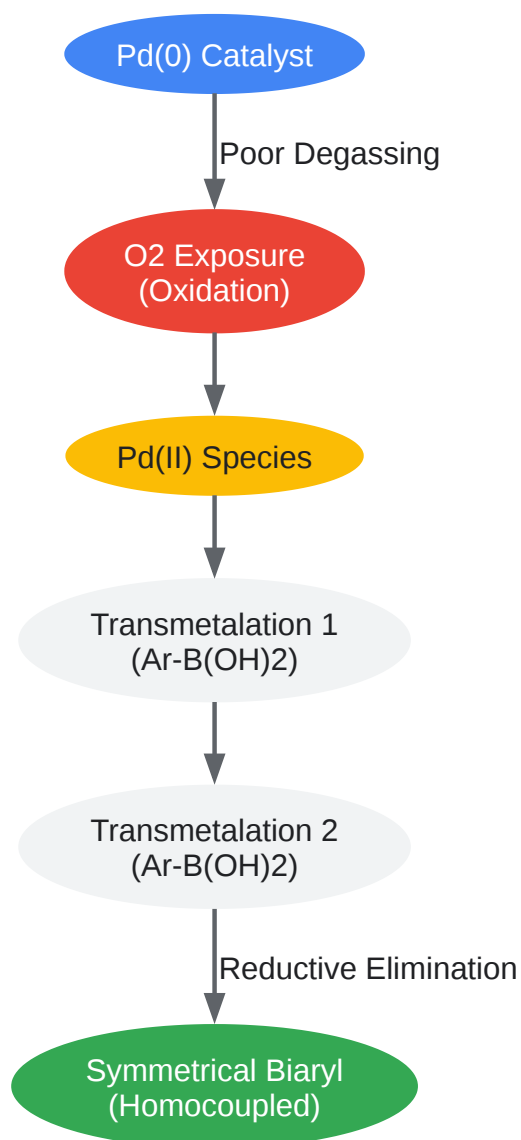 Pd(0) Catalyst
Poor Degassing
O2 Exposure
(Oxidation)
Pd(II) Species
Transmetalation 1
(Ar-B(OH)2)
Transmetalation 2
(Ar-B(OH)2)
Reductive Elimination
Symmetrical Biaryl
(Homocoupled)